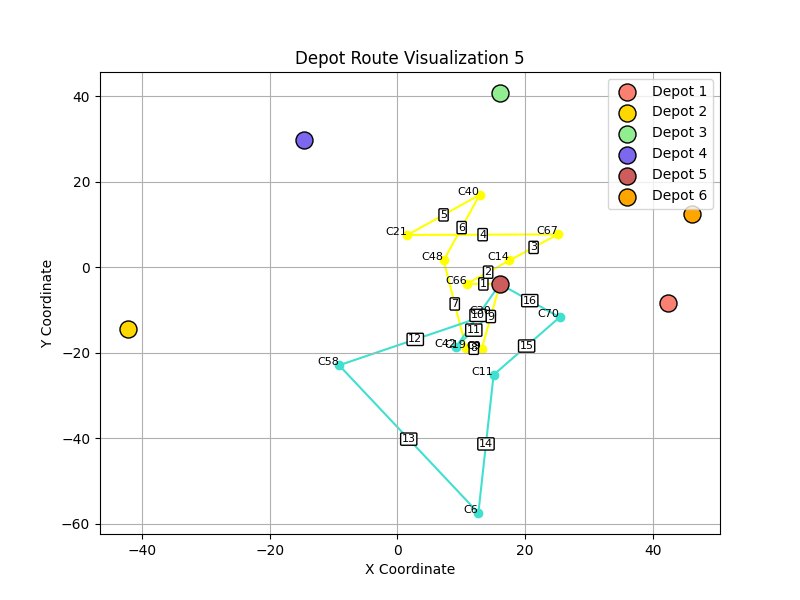 Depot Route Visualization 5
Depot 1
Depot 2
Depot 3
Depot 4
Depot 5
Depot 6
Y Coordinate
40
20
0
−20
−40
−60
C40
5
C21
6
4
C67
3
C48
C14
2
C66
1
16
7
10
9
C70
11
12
C42
8
15
C58
C11
13
14
C6
−40
−20
0
20
40
X Coordinate